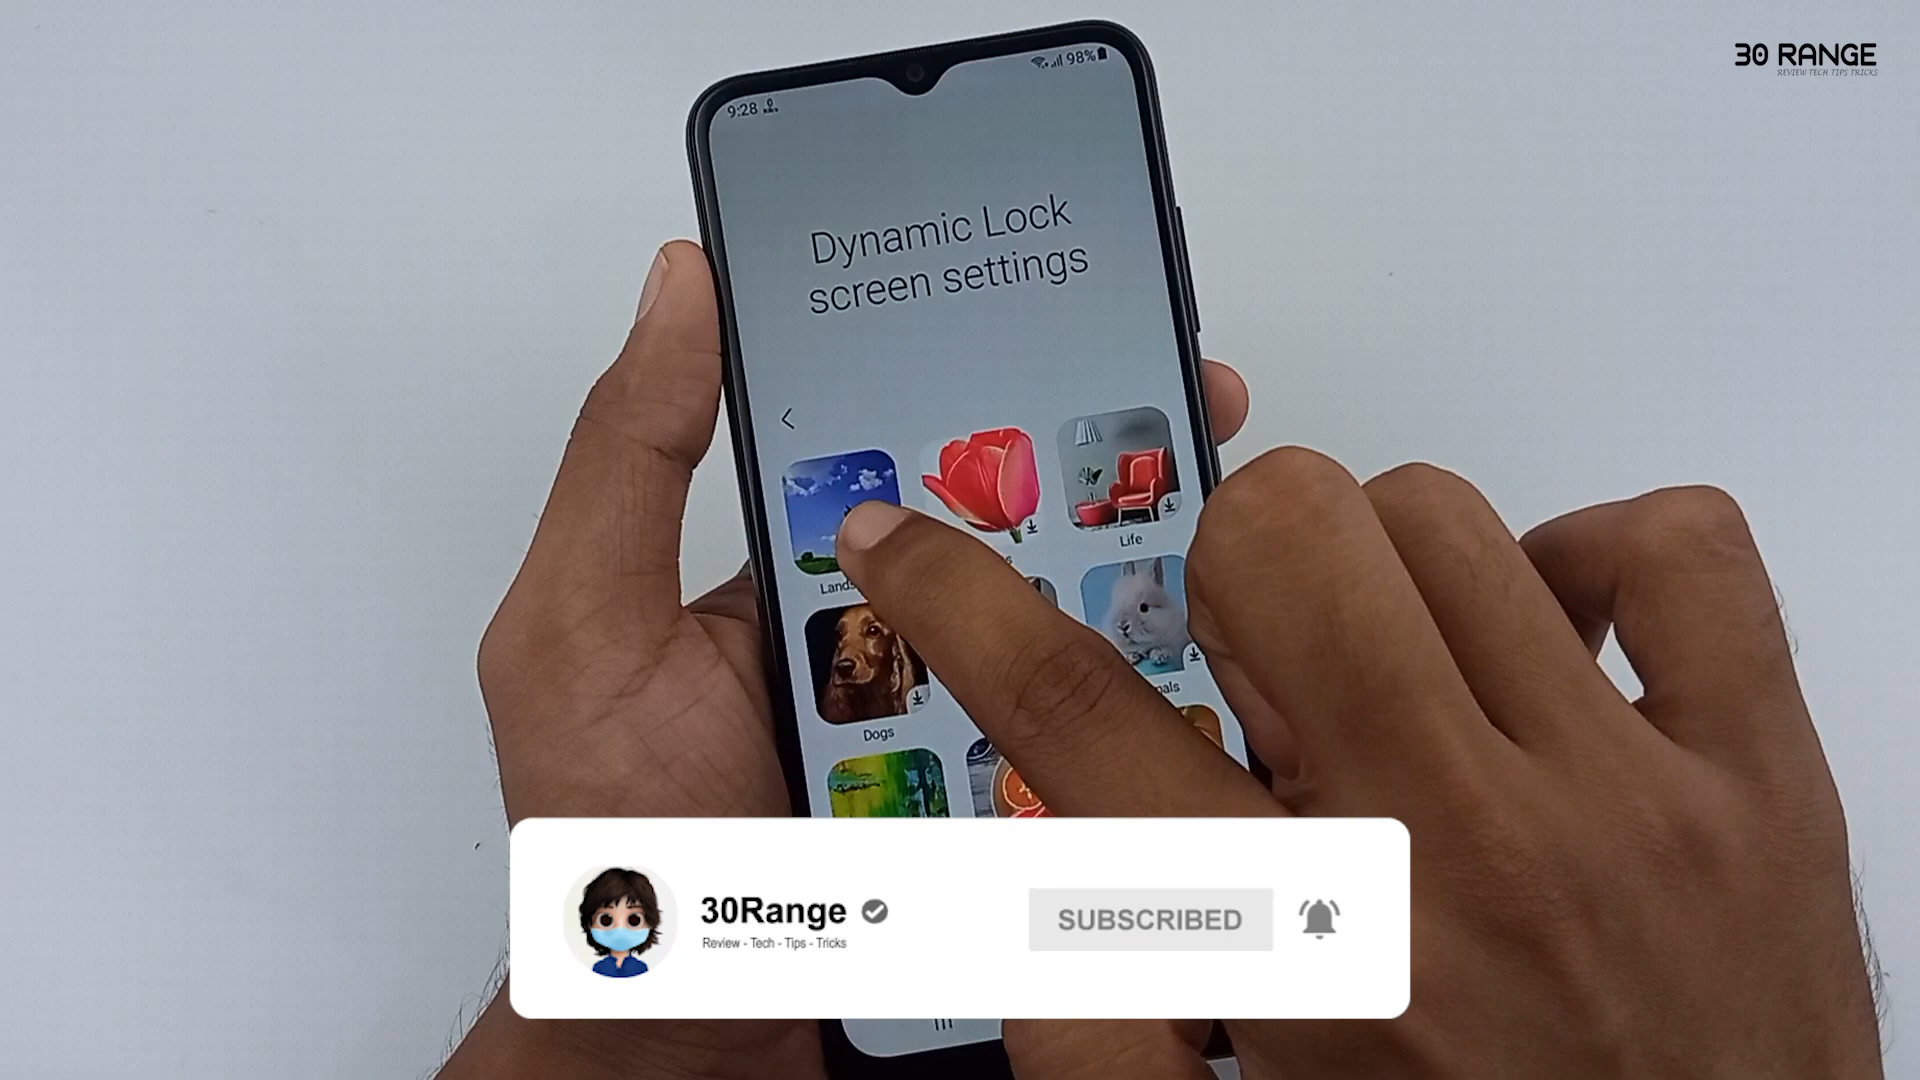 30 RANGE
REVIEW TECH TIPS TRICKS
98%
9:28
Dynamic Lock
screen settings
Life
Dogs
30Range
Review - Tech - Tips - Tricks
SUBSCRIBED